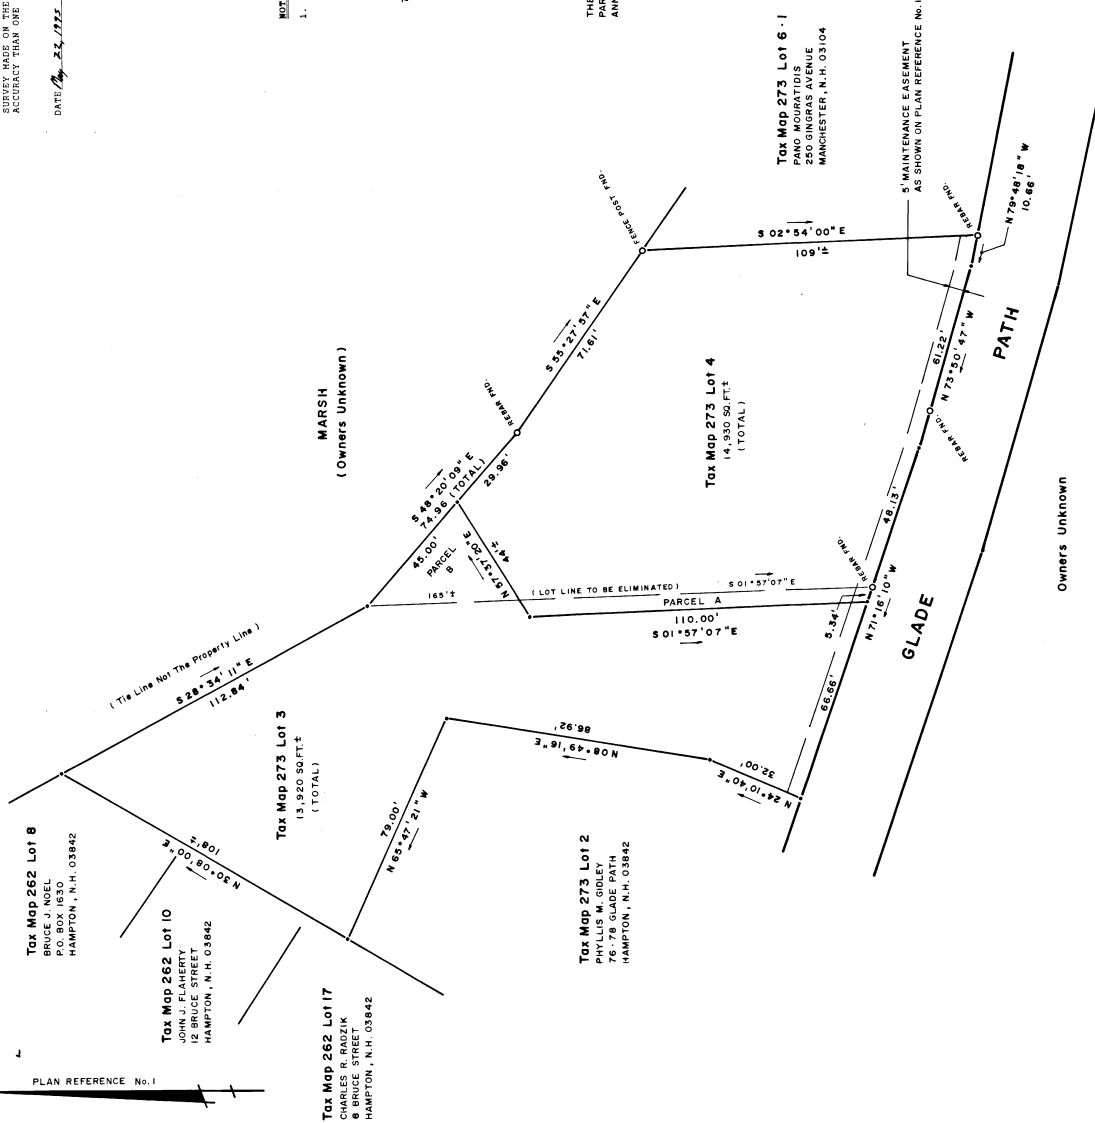 SURVEY MADE ON THE
ACCURACY THAN ONE
DATE May 22, 1995
NOT
1.
THE
PAR
ANN
Tax Map 273 Lot 6-1
PANO MOURATIDIS
250 GINGRAS AVENUE
MANCHESTER, N.H. 03104
5' MAINTENANCE EASEMENT
AS SHOWN ON PLAN REFERENCE No.1
FENCE POST FND.
S 02°54'00" E
109'±
REBAR FND.
N 79°48'18" W
10.66'
S 55°27'57" E
71.61'
MARSH
(Owners Unknown)
REBAR FND.
Tax Map 273 Lot 4
14,930 SQ.FT.±
(TOTAL)
61.22'
N 73°50'47" W
PATH
REBAR FND.
S 48°20'09" E
74.96 (TOTAL)
29.96'
45.00'
PARCEL
B
N 57°37'20" E
44'±
48.13'
REBAR FND.
165'±
(LOT LINE TO BE ELIMINATED)
S 01°57'07" E
PARCEL A
110.00'
S 01°57'07" E
5.34'
N 71°16'10" W
GLADE
Owners Unknown
(Tie Line Not The Property Line)
S 28°34'11" E
112.84'
Tax Map 273 Lot 3
13,920 SQ.FT.±
(TOTAL)
66.66'
86.92'
N 08°49'16" E
32.00'
N 24°10'40" E
79.00'
N 65°47'21" W
108'±
N 30°08'00" E
Tax Map 262 Lot 8
BRUCE J. NOEL
P.O. BOX 1630
HAMPTON, N.H. 03842
Tax Map 262 Lot 10
JOHN J. FLAHERTY
12 BRUCE STREET
HAMPTON, N.H. 03842
Tax Map 273 Lot 2
PHYLLIS M. GIDLEY
76-78 GLADE PATH
HAMPTON, N.H. 03842
Tax Map 262 Lot 17
CHARLES R. RADZIK
8 BRUCE STREET
HAMPTON, N.H. 03842
PLAN REFERENCE No.1